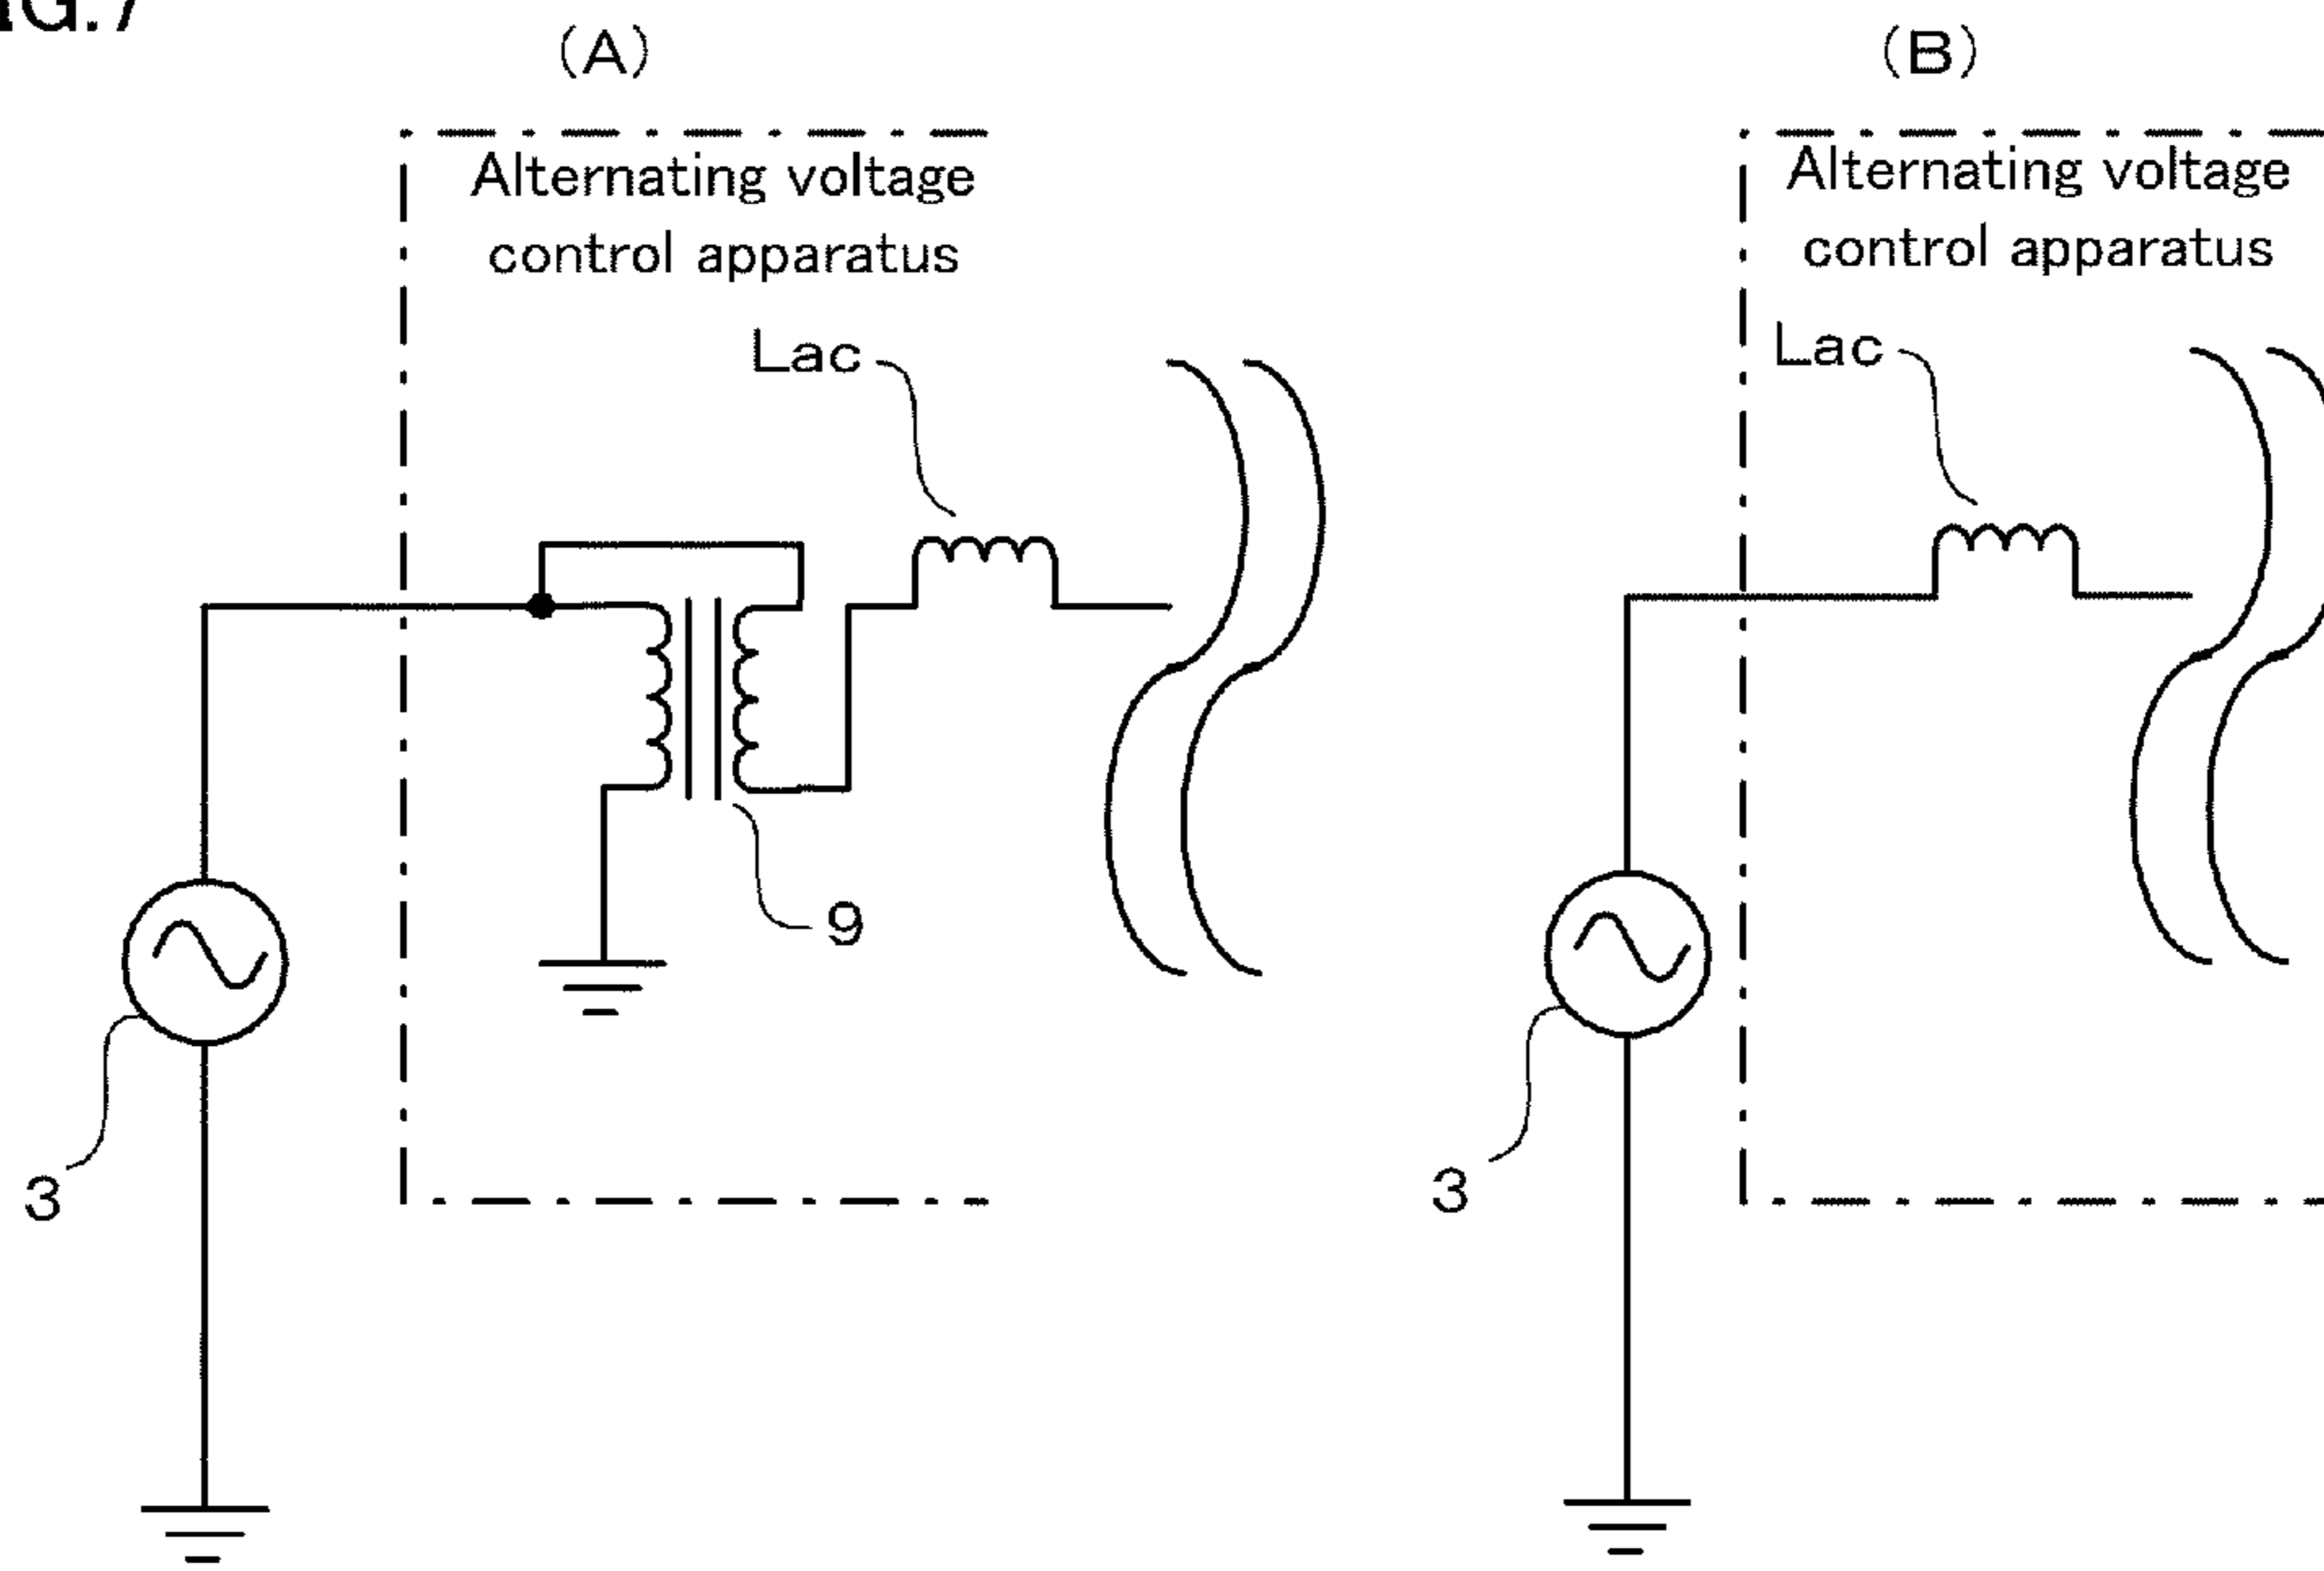 (A)
Alternating voltage
control apparatus
Lac
9
3
(B)
Alternating voltage
control apparatus
Lac
3